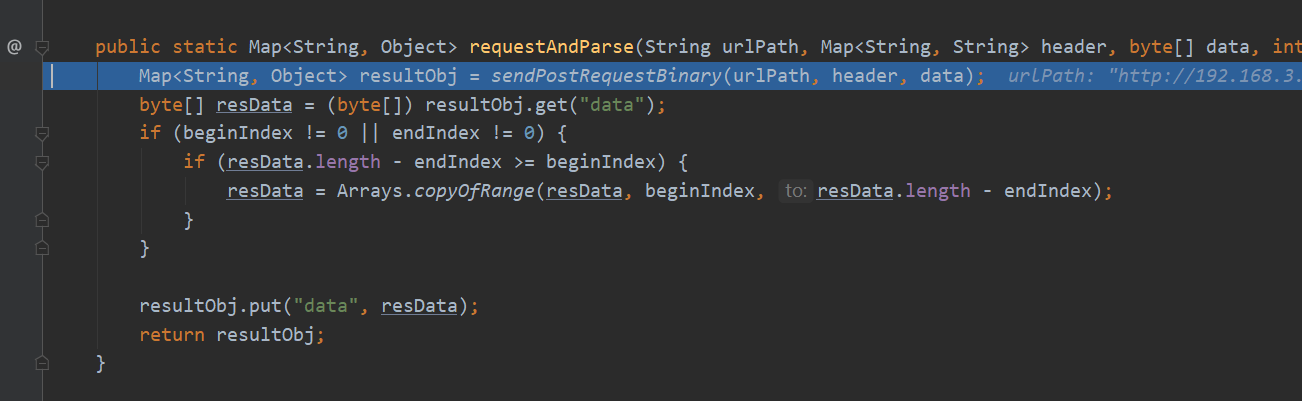 @ public static Map<String, Object> requestAndParse(String urlPath, Map<String, String> header, byte[] data, int
Map<String, Object> resultObj = sendPostRequestBinary(urlPath, header, data); urlPath: "http://192.168.3.
byte[] resData = (byte[]) resultObj.get("data");
if (beginIndex != 0 || endIndex != 0) {
if (resData.length - endIndex >= beginIndex) {
resData = Arrays.copyOfRange(resData, beginIndex, to: resData.length - endIndex);
}
}
resultObj.put("data", resData);
return resultObj;
}